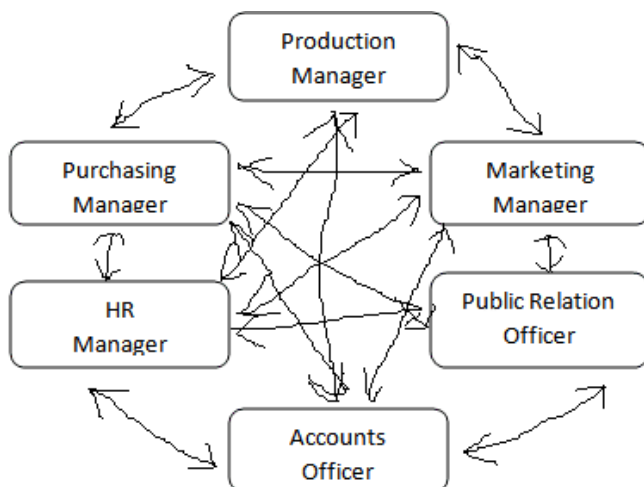 Production
Manager
Purchasing
Manager
Marketing
Manager
HR
Manager
Public Relation
Officer
Accounts
Officer